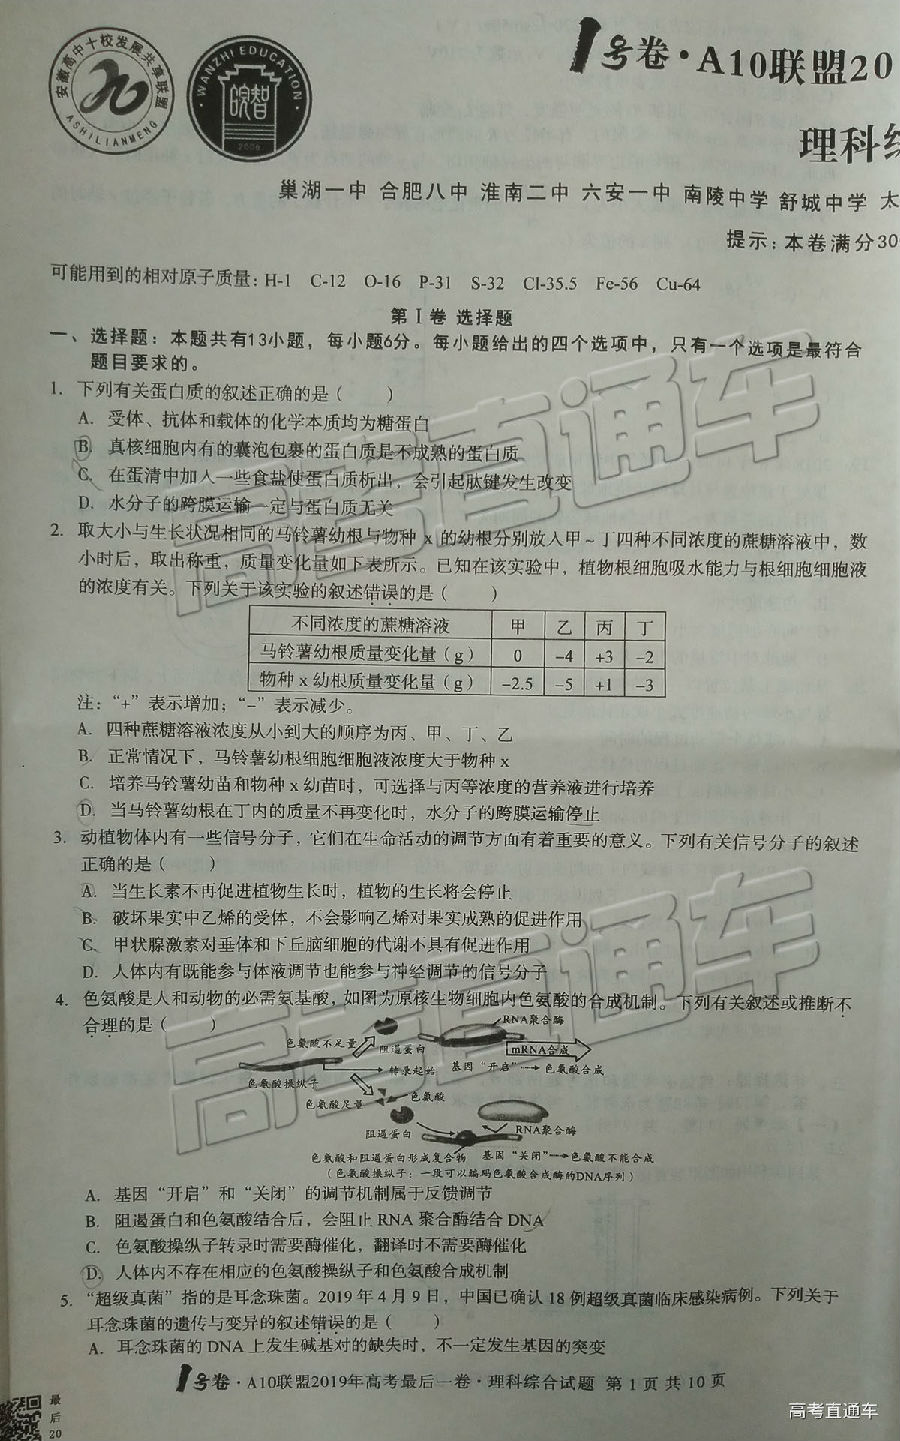 安徽高中十校发展共享联盟
ASHILIANMENG
WANZHI EDUCATION
皖智
2006
1号卷·A10联盟20
理科综
巢湖一中 合肥八中 淮南二中 六安一中 南陵中学 舒城中学 太
提示:本卷满分30
可能用到的相对原子质量:H-1 C-12 O-16 P-31 S-32 Cl-35.5 Fe-56 Cu-64
第Ⅰ卷 选择题
一、选择题:本题共有13小题,每小题6分。每小题给出的四个选项中,只有一个选项是最符合
题目要求的。
1. 下列有关蛋白质的叙述正确的是( )
A. 受体、抗体和载体的化学本质均为糖蛋白
B. 真核细胞内有的囊泡包裹的蛋白质是不成熟的蛋白质
C. 在蛋清中加入一些食盐使蛋白质析出,会引起肽键发生改变
D. 水分子的跨膜运输一定与蛋白质无关
2. 取大小与生长状况相同的马铃薯幼根与物种 x 的幼根分别放入甲~丁四种不同浓度的蔗糖溶液中,数
小时后,取出称重,质量变化量如下表所示。已知在该实验中,植物根细胞吸水能力与根细胞细胞液
的浓度有关。下列关于该实验的叙述错误的是( )
不同浓度的蔗糖溶液 甲 乙 丙 丁
马铃薯幼根质量变化量(g) 0 -4 +3 -2
物种 x 幼根质量变化量(g) -2.5 -5 +1 -3
注:“+”表示增加;“-”表示减少。
A. 四种蔗糖溶液浓度从小到大的顺序为丙、甲、丁、乙
B. 正常情况下,马铃薯幼根细胞细胞液浓度大于物种 x
C. 培养马铃薯幼苗和物种 x 幼苗时,可选择与丙等浓度的营养液进行培养
D. 当马铃薯幼根在丁内的质量不再变化时,水分子的跨膜运输停止
3. 动植物体内有一些信号分子,它们在生命活动的调节方面有着重要的意义。下列有关信号分子的叙述
正确的是( )
A. 当生长素不再促进植物生长时,植物的生长将会停止
B. 破坏果实中乙烯的受体,不会影响乙烯对果实成熟的促进作用
C. 甲状腺激素对垂体和下丘脑细胞的代谢不具有促进作用
D. 人体内有既能参与体液调节也能参与神经调节的信号分子
4. 色氨酸是人和动物的必需氨基酸,如图为原核生物细胞内色氨酸的合成机制。下列有关叙述或推断不
合理的是( )
RNA聚合酶
色氨酸不足量 阻遏蛋白 mRNA合成
转录起始 基因“开启” 色氨酸合成
色氨酸操纵子
色氨酸足量 色氨酸
阻遏蛋白 RNA聚合酶
色氨酸和阻遏蛋白形成复合物 基因“关闭” 色氨酸不能合成
(色氨酸操纵子:一段可以编码色氨酸合成酶的DNA序列)
A. 基因“开启”和“关闭”的调节机制属于反馈调节
B. 阻遏蛋白和色氨酸结合后,会阻止 RNA 聚合酶结合 DNA
C. 色氨酸操纵子转录时需要酶催化,翻译时不需要酶催化
D. 人体内不存在相应的色氨酸操纵子和色氨酸合成机制
5. “超级真菌”指的是耳念珠菌。2019 年 4 月 9 日,中国已确认 18 例超级真菌临床感染病例。下列关于
耳念珠菌的遗传与变异的叙述错误的是( )
A. 耳念珠菌的 DNA 上发生碱基对的缺失时,不一定发生基因的突变
1号卷·A10联盟2019年高考最后一卷·理科综合试题 第1页 共10页
最后
20
高考直通车
高考直通车
高考直通车